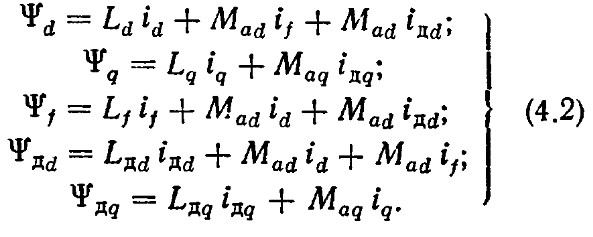 Ψ_d = L_d i_d + M_ad i_f + M_ad i_дd;
Ψ_q = L_q i_q + M_aq i_дq;
Ψ_f = L_f i_f + M_ad i_d + M_ad i_дd; (4.2)
Ψ_дd = L_дd i_дd + M_ad i_d + M_ad i_f;
Ψ_дq = L_дq i_дq + M_aq i_q.